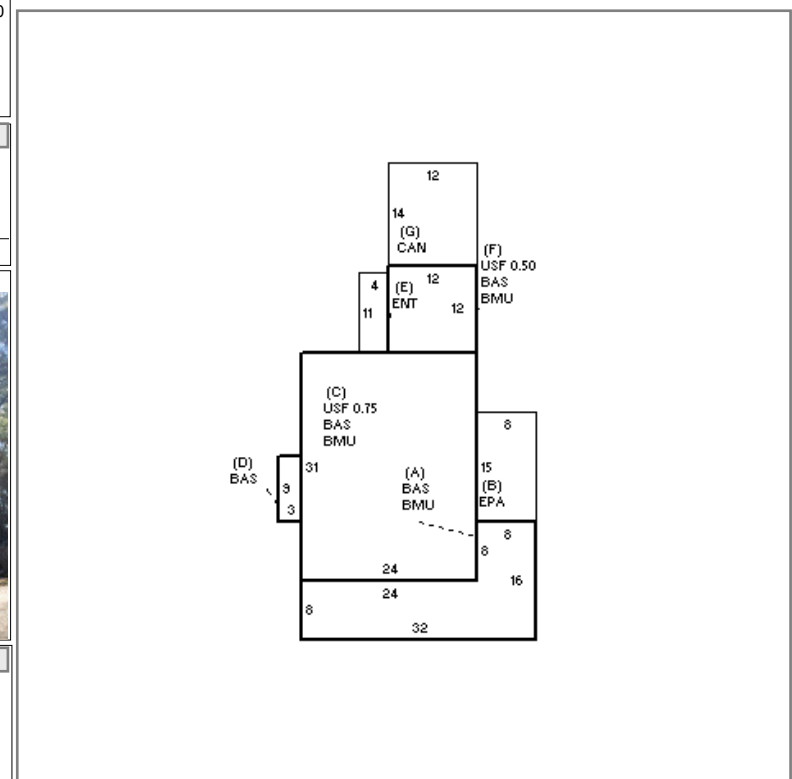 0
12
14
(G)
CAN
(F)
USF 0.50
BAS
BMU
4
11
(E)
ENT
12
12
(C)
USF 0.75
BAS
BMU
31
(D)
BAS
9
3
(A)
BAS
BMU
8
15
(B)
EPA
8
8
16
24
24
8
32